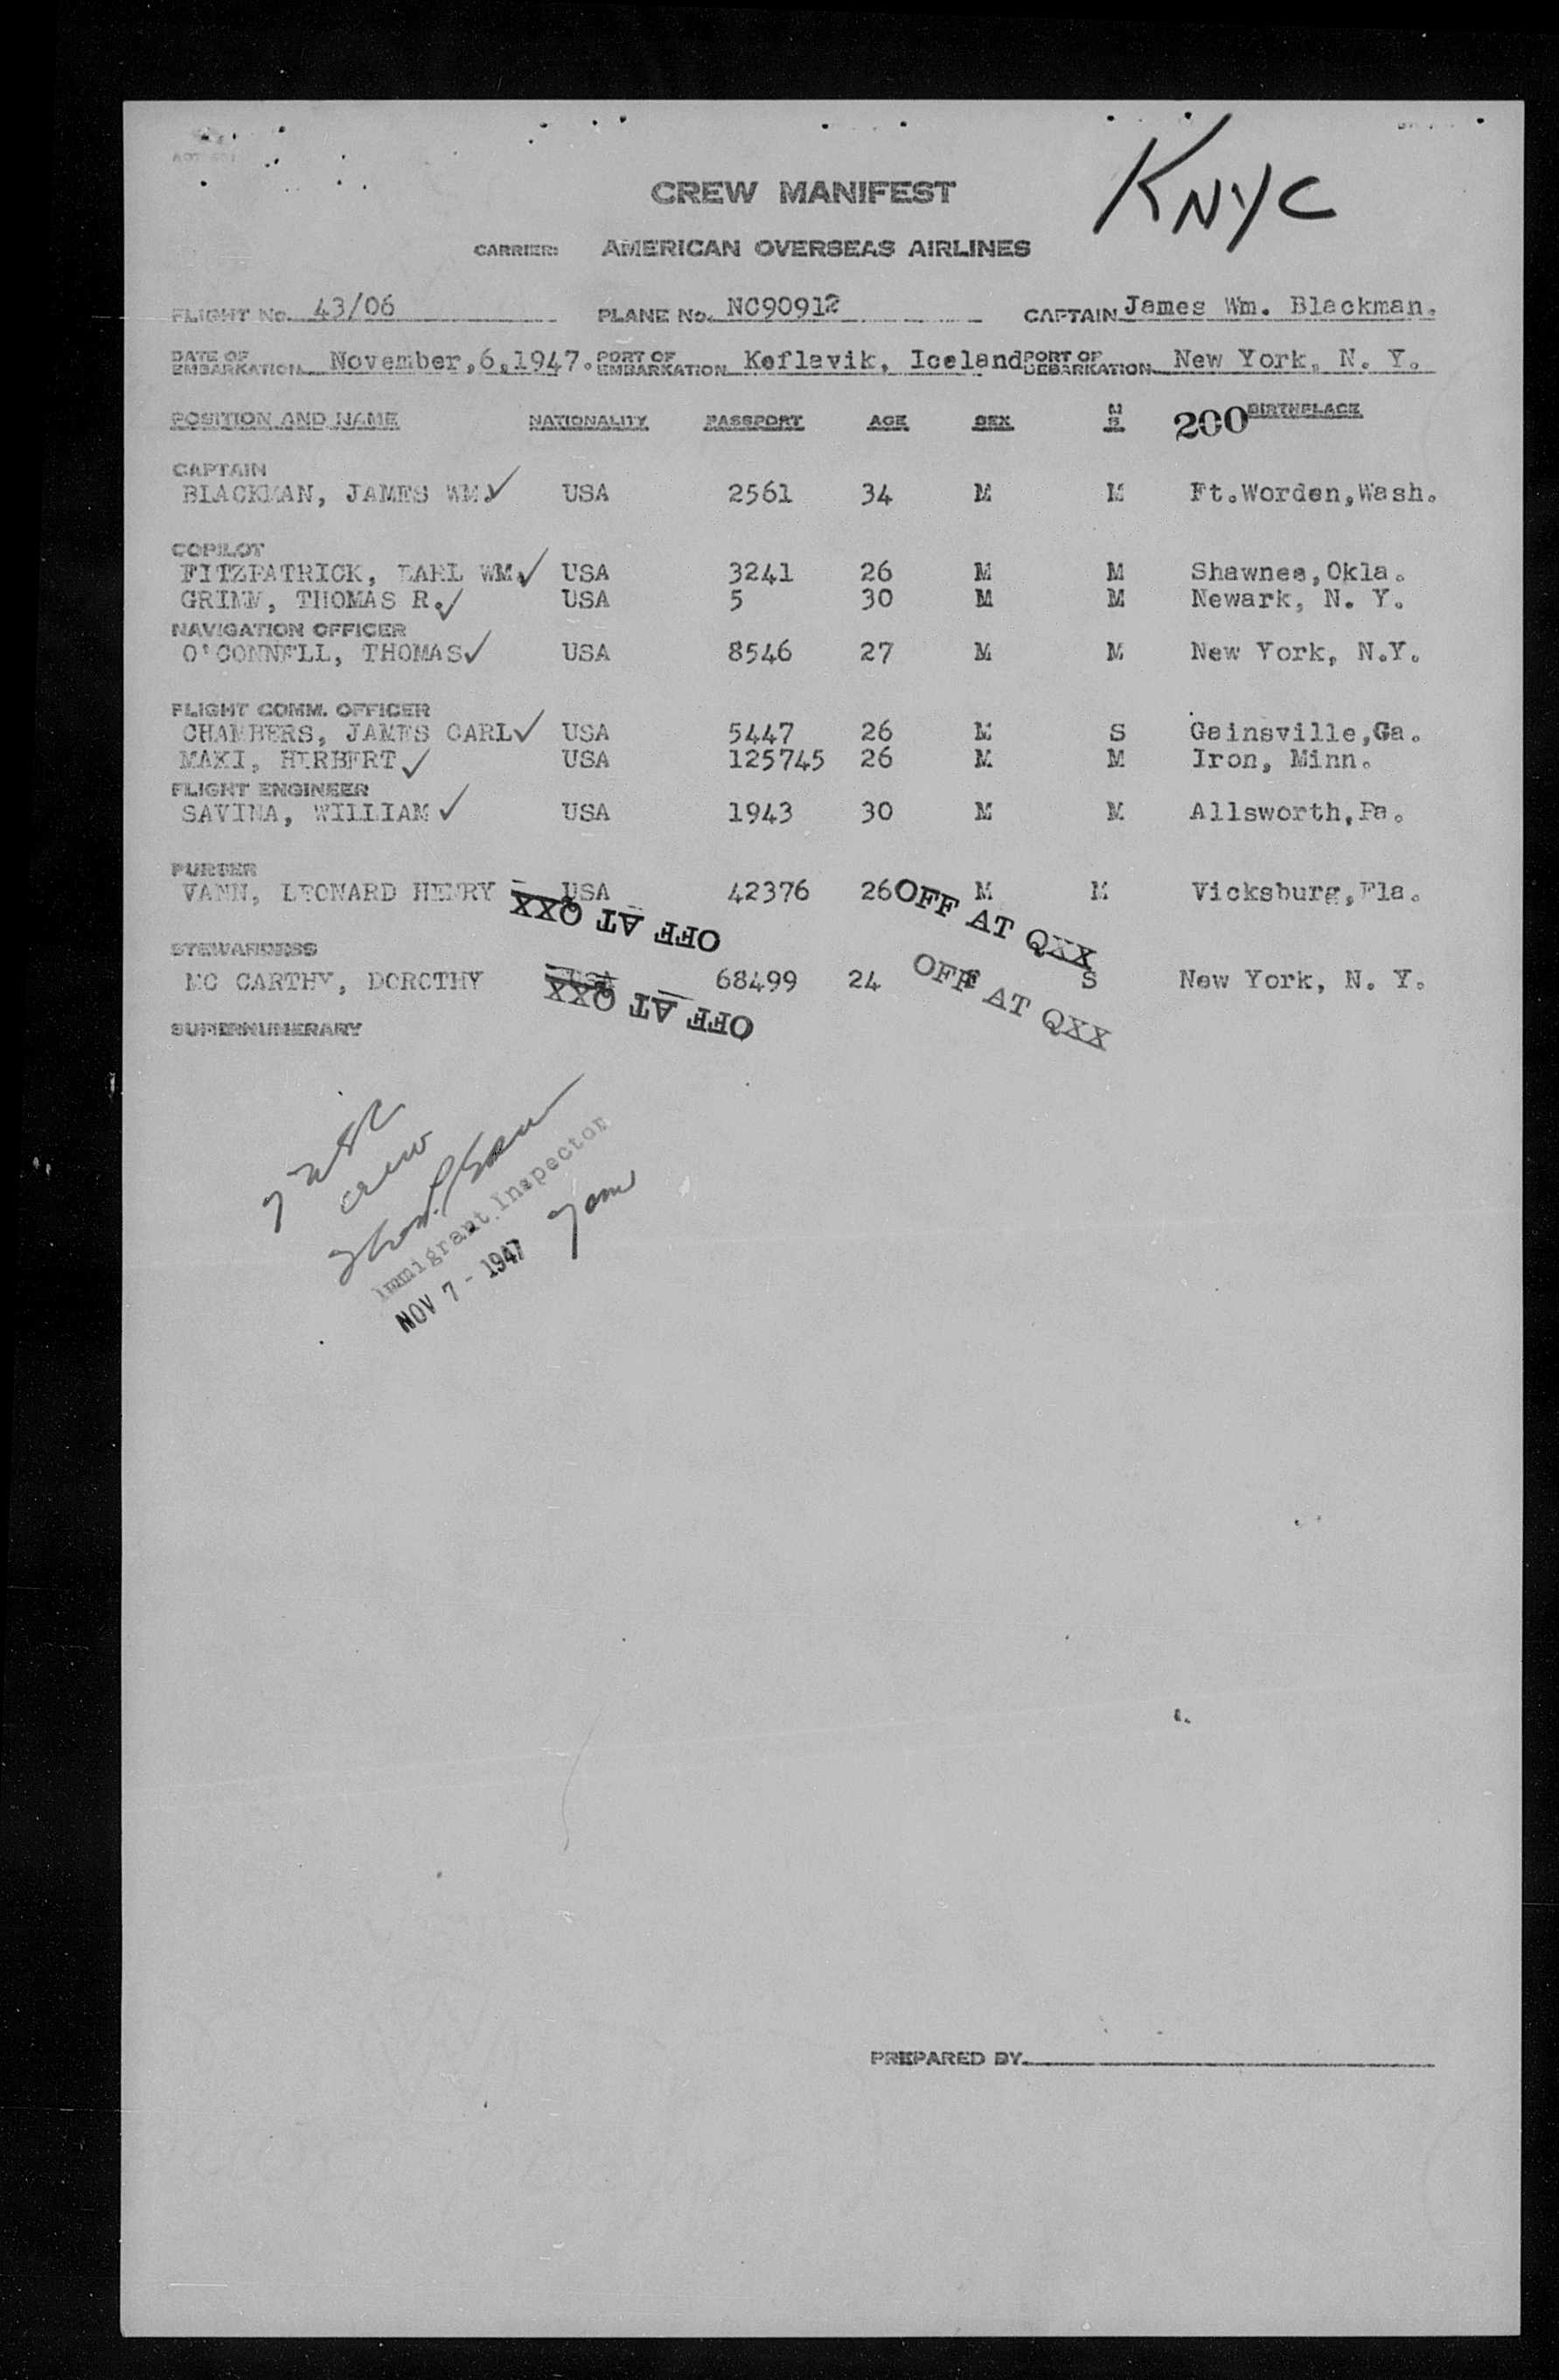 KNYC
CREW MANIFEST
CARRIER: AMERICAN OVERSEAS AIRLINES
FLIGHT No. 43/06 PLANE No. NC90912 CAPTAIN James Wm. Blackman.
DATE OF EMBARKATION November,6,1947. PORT OF EMBARKATION Keflavik, Iceland PORT OF DEBARKATION New York, N. Y.
POSITION AND NAME NATIONALITY PASSPORT AGE SEX M S 200 BIRTHPLACE
CAPTAIN
BLACKMAN, JAMES WM. ✓ USA 2561 34 M M Ft.Worden,Wash.
COPILOT
FITZPATRICK, EARL WM. ✓ USA 3241 26 M M Shawnee,Okla.
GRIMM, THOMAS R. ✓ USA 5 30 M M Newark, N. Y.
NAVIGATION OFFICER
O'CONNELL, THOMAS ✓ USA 8546 27 M M New York, N.Y.
FLIGHT COMM. OFFICER
CHAMBERS, JAMES CARL ✓ USA 5447 26 M S Gainsville,Ga.
MAKI, HERBERT ✓ USA 125745 26 M M Iron, Minn.
FLIGHT ENGINEER
SAVINA, WILLIAM ✓ USA 1943 30 M M Allsworth,Pa.
PURSER
VANN, LEONARD HENRY USA 42376 26 M M Vicksburg,Fla.
OFF AT QXX OFF AT QXX
STEWARDESS
MC CARTHY, DOROTHY USA 68499 24 F S New York, N. Y.
OFF AT QXX OFF AT QXX
SUPERNUMERARY
7 USC
crew
Immigrant Inspector
NOV 7 - 1947
7am
PREPARED BY